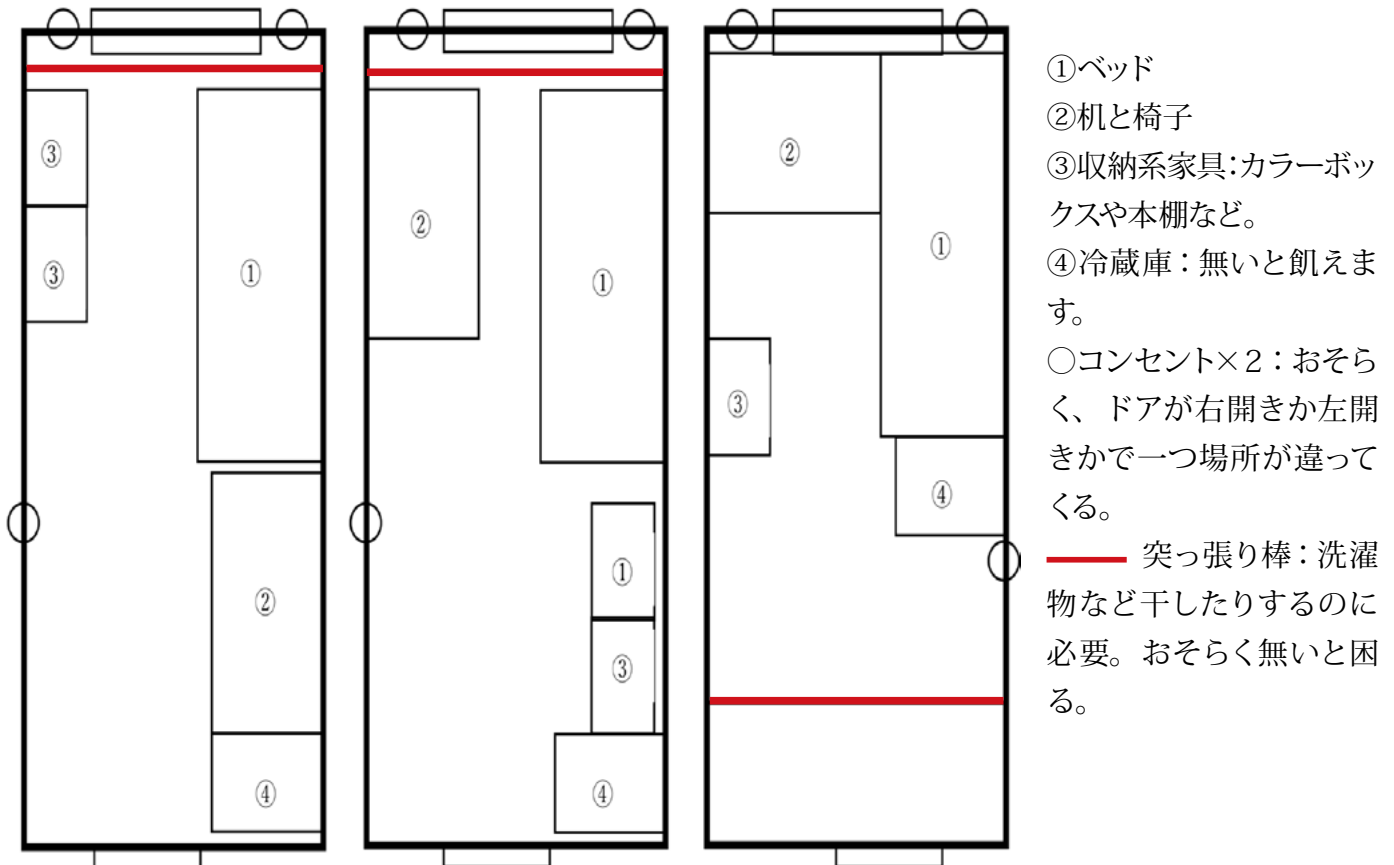 ③
③
①
②
④
②
①
①
③
④
②
①
③
④
①ベッド
②机と椅子
③収納系家具：カラーボッ
クスや本棚など。
④冷蔵庫：無いと飢えま
す。
○コンセント×２：おそら
く、ドアが右開きか左開
きかで一つ場所が違って
くる。
突っ張り棒：洗濯
物など干したりするのに
必要。おそらく無いと困
る。